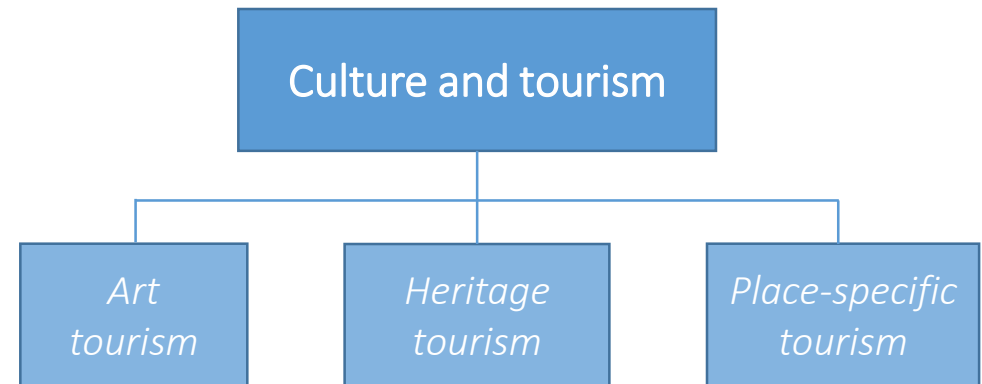 Culture and tourism
Art
tourism
Heritage
tourism
Place-specific
tourism